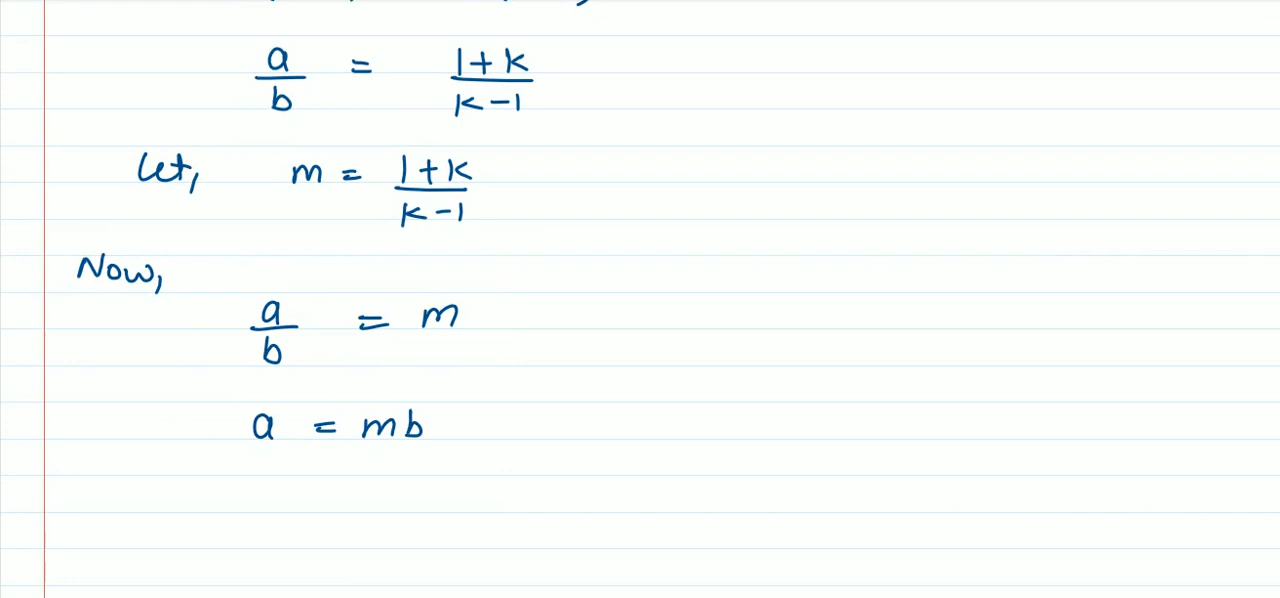 a/b = (1+k)/(k-1)
Let, m = (1+k)/(k-1)
Now,
a/b = m
a = mb